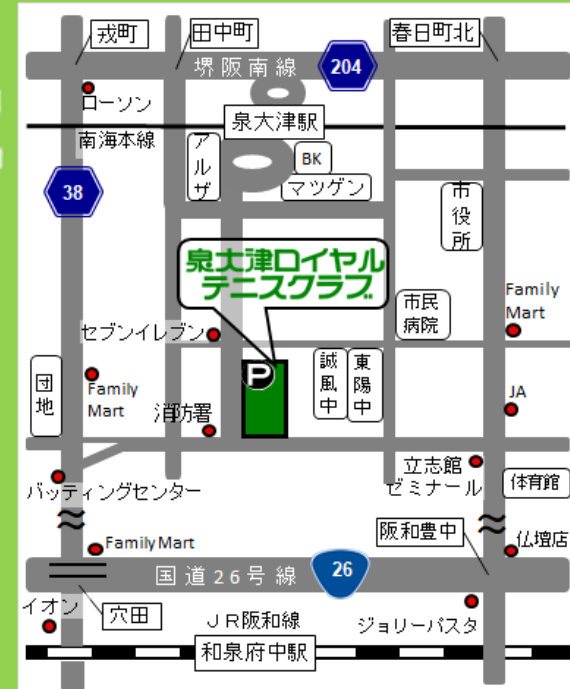 戎町
田中町
春日町北
堺阪南線
204
ローソン
泉大津駅
南海本線
アルザ
BK
マツゲン
38
市役所
泉大津ロイヤル
テニスクラブ
Family
Mart
市民
病院
セブンイレブン
P
誠風中
東陽中
団地
Family
Mart
JA
消防署
立志館
ゼミナール
体育館
バッティングセンター
阪和豊中
仏壇店
Family Mart
国道26号線
26
イオン
穴田
JR阪和線
ジョリーパスタ
和泉府中駅